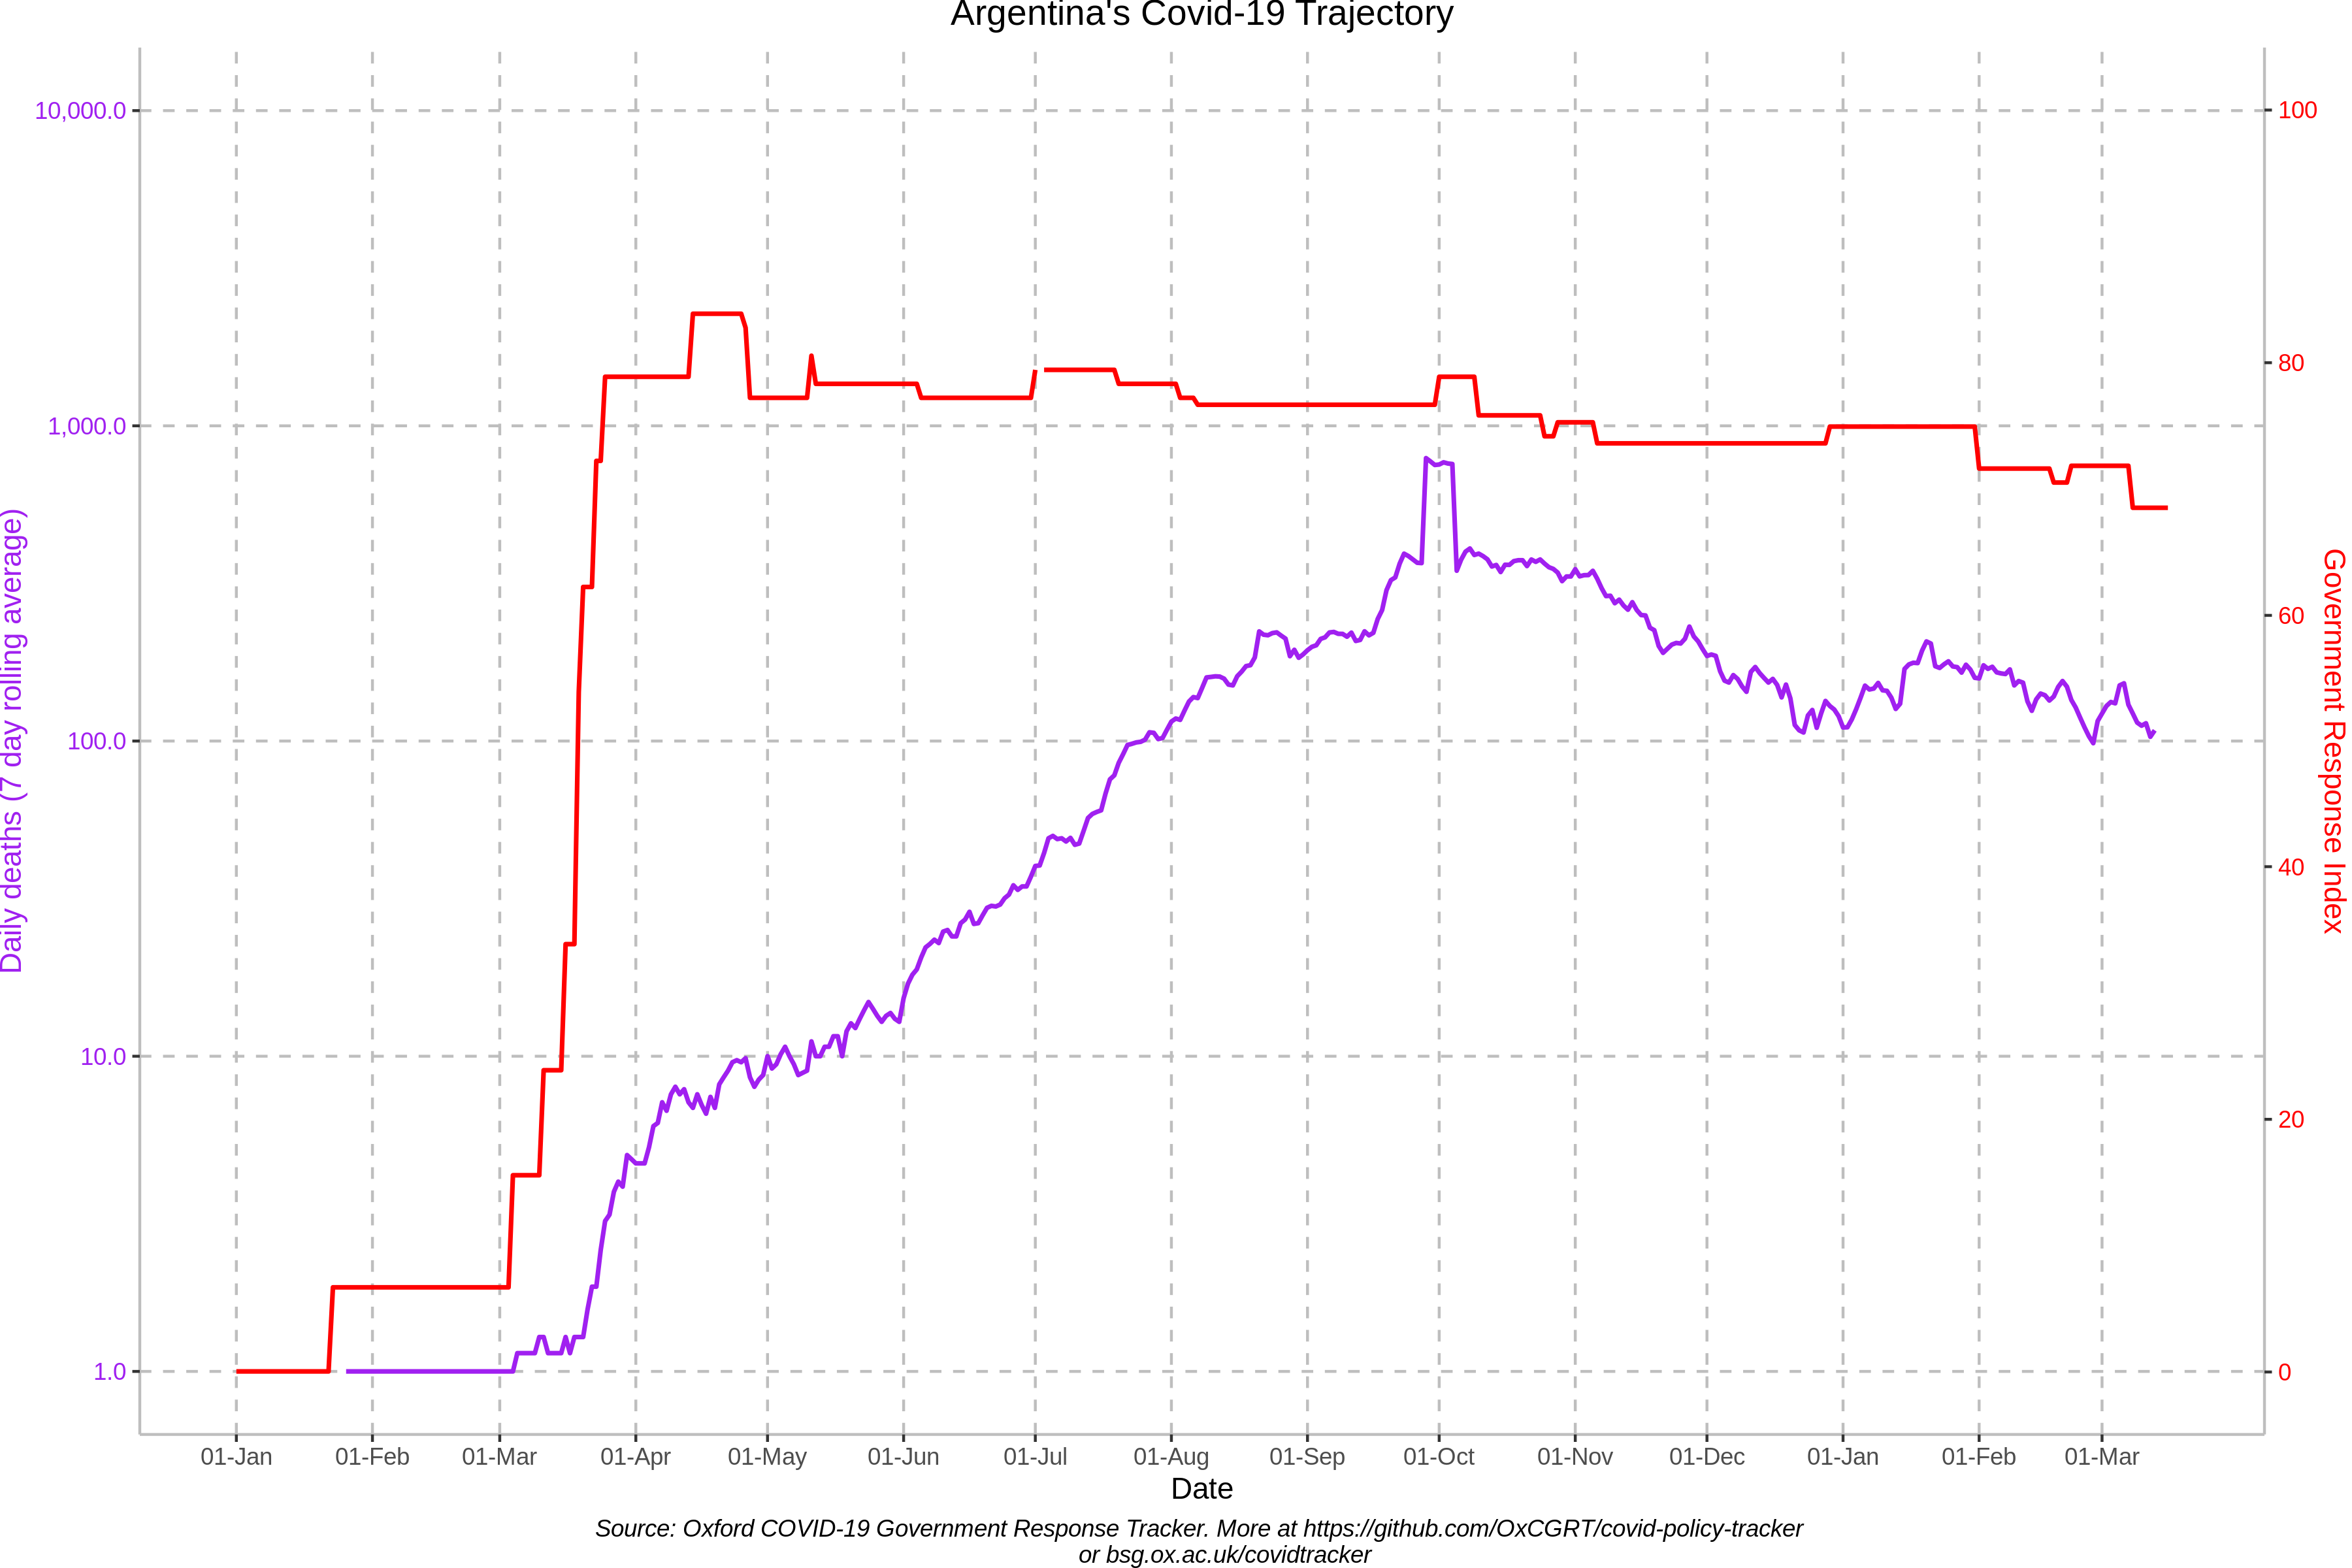 Argentina's Covid-19 Trajectory
10,000.0
1,000.0
100.0
10.0
1.0
Daily deaths (7 day rolling average)
100
80
60
40
20
0
Government Response Index
01-Jan 01-Feb 01-Mar 01-Apr 01-May 01-Jun 01-Jul 01-Aug 01-Sep 01-Oct 01-Nov 01-Dec 01-Jan 01-Feb 01-Mar
Date
Source: Oxford COVID-19 Government Response Tracker. More at https://github.com/OxCGRT/covid-policy-tracker
or bsg.ox.ac.uk/covidtracker